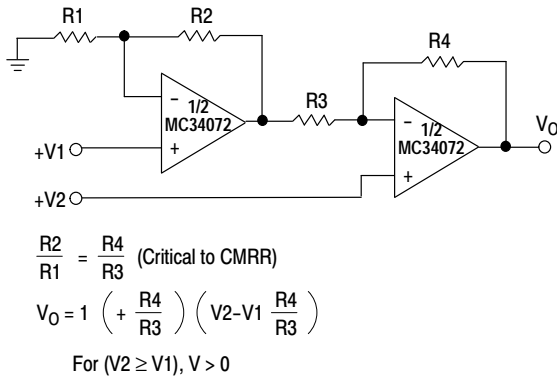 R1
R2
R3
R4
1/2
MC34072
1/2
MC34072
−
+
−
+
+V1
+V2
VO
R2/R1 = R4/R3 (Critical to CMRR)
VO = 1 ( + R4/R3 ) ( V2−V1 R4/R3 )
For (V2 ≥ V1), V > 0